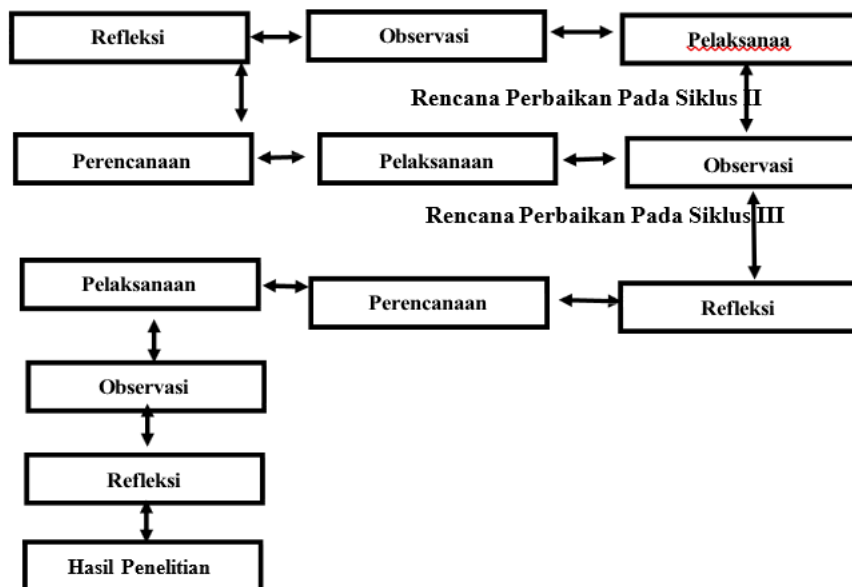 Refleksi
Observasi
Pelaksanaa
Rencana Perbaikan Pada Siklus II
Perencanaan
Pelaksanaan
Observasi
Rencana Perbaikan Pada Siklus III
Pelaksanaan
Perencanaan
Refleksi
Observasi
Refleksi
Hasil Penelitian